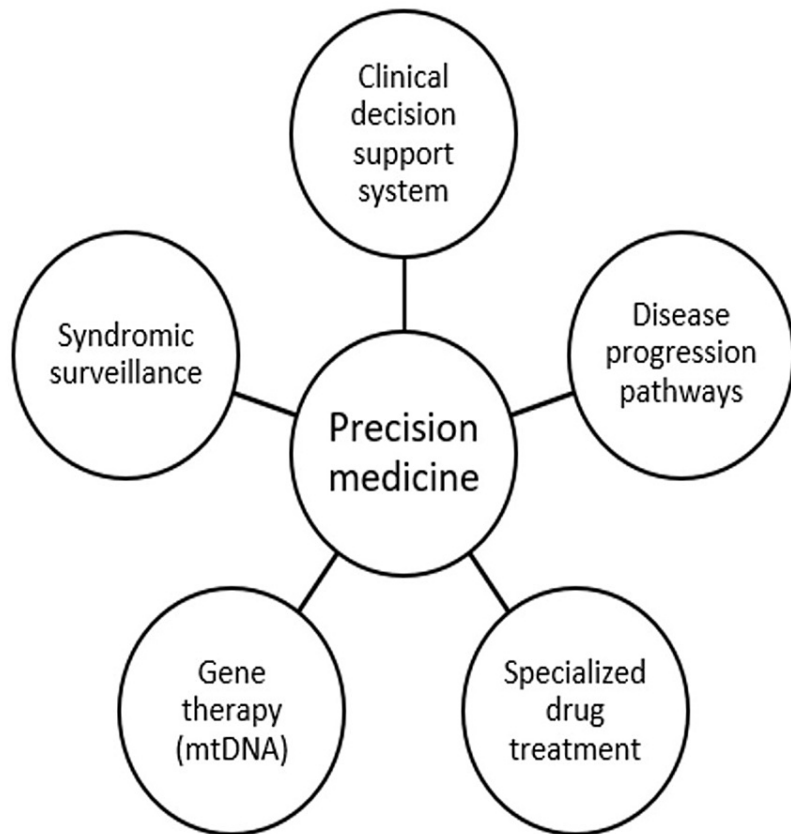 Clinical
decision
support
system
Syndromic
surveillance
Disease
progression
pathways
Precision
medicine
Gene
therapy
(mtDNA)
Specialized
drug
treatment